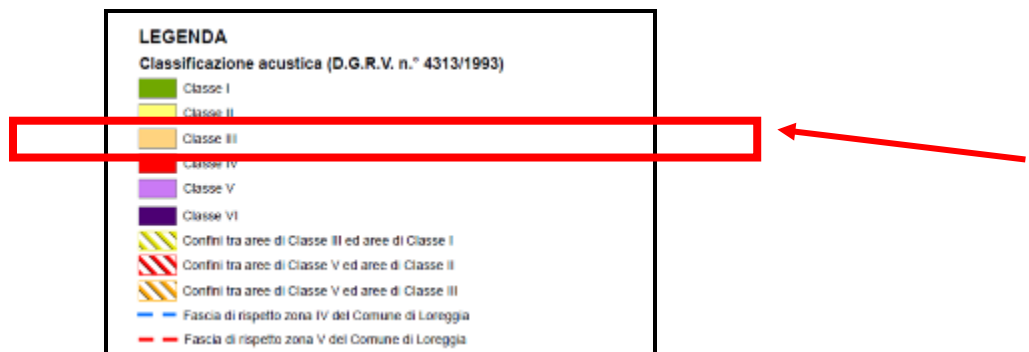 LEGENDA
Classificazione acustica (D.G.R.V. n.° 4313/1993)
Classe I
Classe II
Classe III
Classe IV
Classe V
Classe VI
Confini tra aree di Classe III ed aree di Classe I
Confini tra aree di Classe V ed aree di Classe II
Confini tra aree di Classe V ed aree di Classe III
Fascia di rispetto zona IV del Comune di Loreggia
Fascia di rispetto zona V del Comune di Loreggia